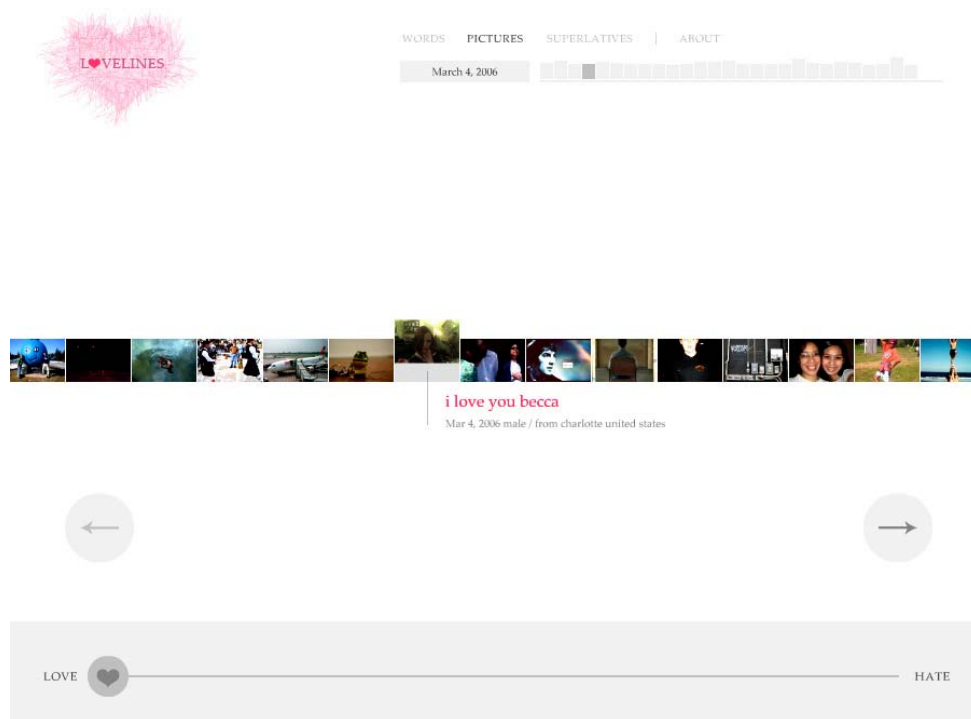 L♥VELINES
WORDS PICTURES SUPERLATIVES | ABOUT
March 4, 2006
i love you becca
Mar 4, 2006 male / from charlotte united states
LOVE
HATE